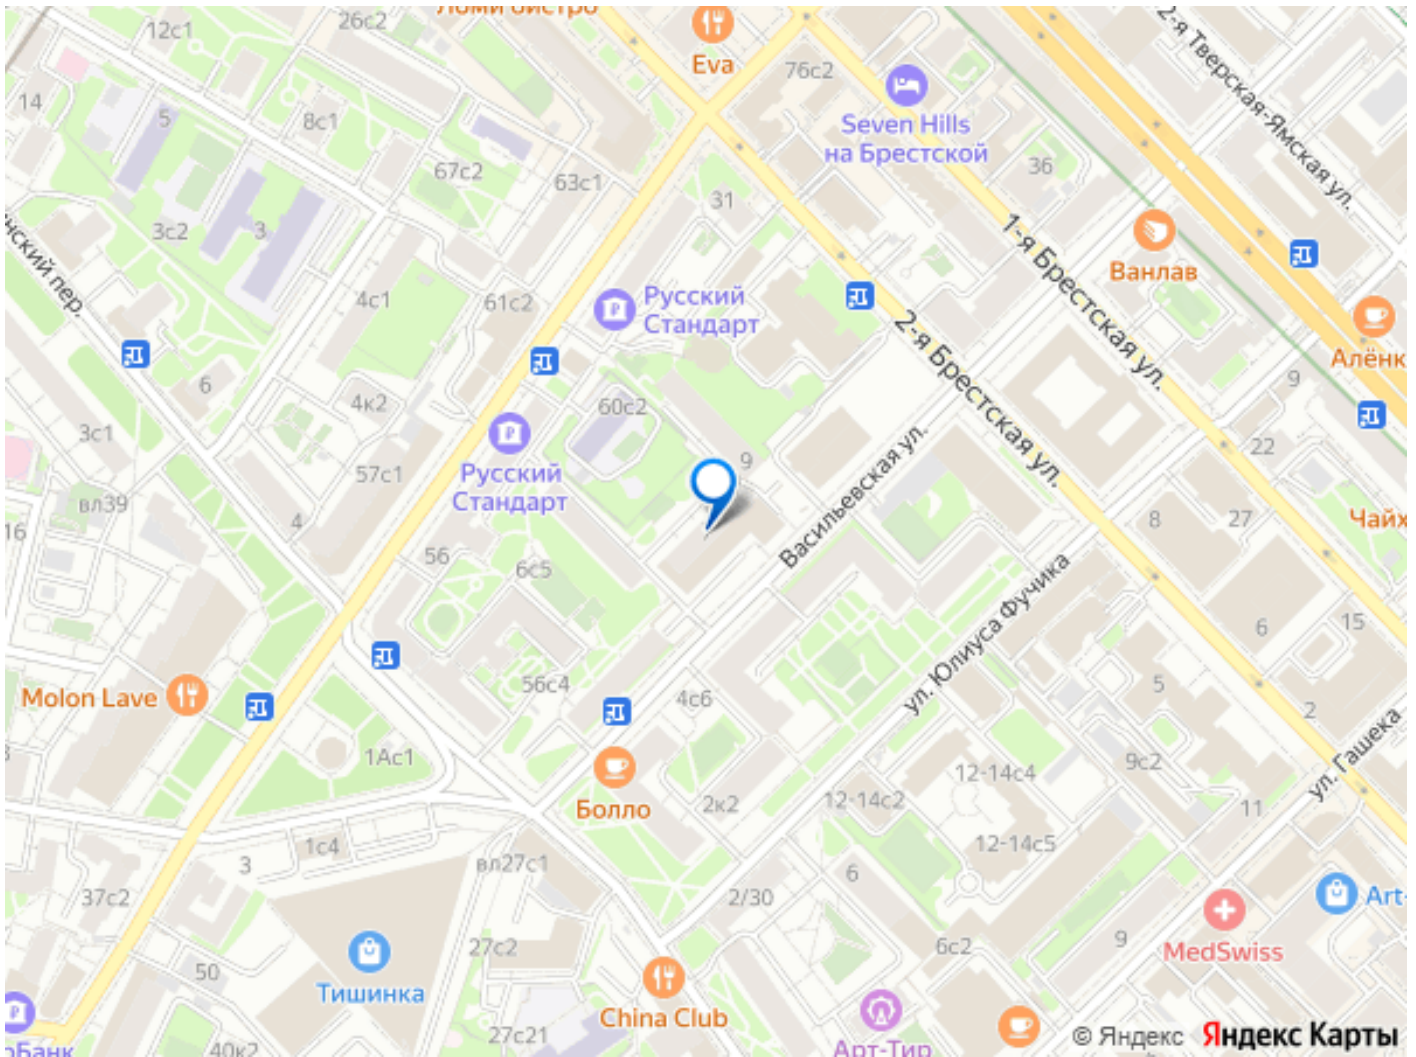 Ломи бистро
26с2
12с1
Eva
76с2
2-я Тверская-Ямская ул.
14
5
8с1
Seven Hills
на Брестской
36
67с2
63с1
31
3с2
3
1-я Брестская ул.
Ванлав
нский пер.
4с1
61с2
Русский
Стандарт
2-я Брестская ул.
Алёнк
6
4к2
60с2
9
3с1
57с1
Русский
Стандарт
9
22
Васильевская ул.
вл39
16
4
8
27
Чайх
56
6с5
ул. Юлиуса Фучика
6
15
Molon Lave
56с4
4с6
5
2
1Ас1
9с2
ул. Гашека
Болло
2к2
12-14с4
12-14с2
11
12-14с5
3
1с4
вл27с1
6
37с2
2/30
Art-
27с2
6с2
9
MedSwiss
50
Тишинка
China Club
27с21
40к2
оБанк
Арт-Тир
© Яндекс Яндекс Карты